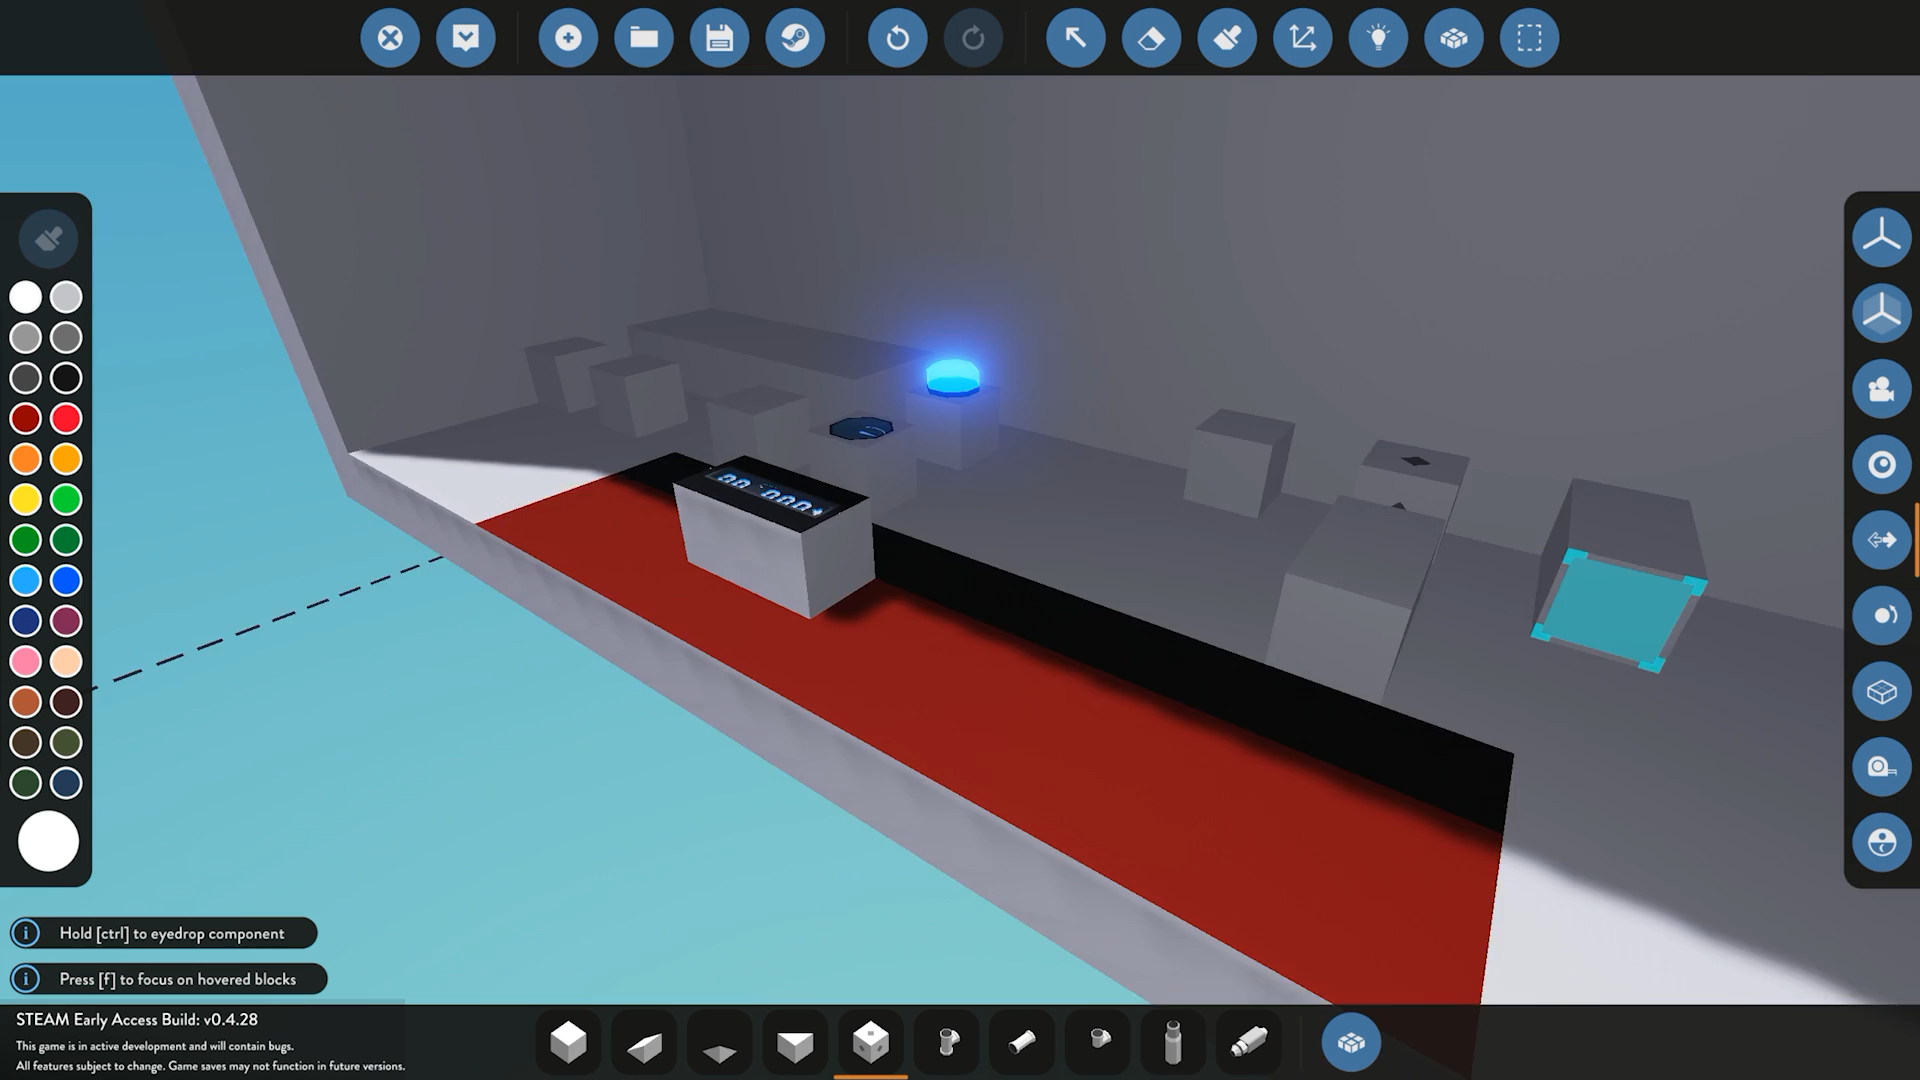 Hold [ctrl] to eyedrop component
Press [f] to focus on hovered blocks
STEAM Early Access Build: v0.4.28
This game is in active development and will contain bugs.
All features subject to change. Game saves may not function in future versions.